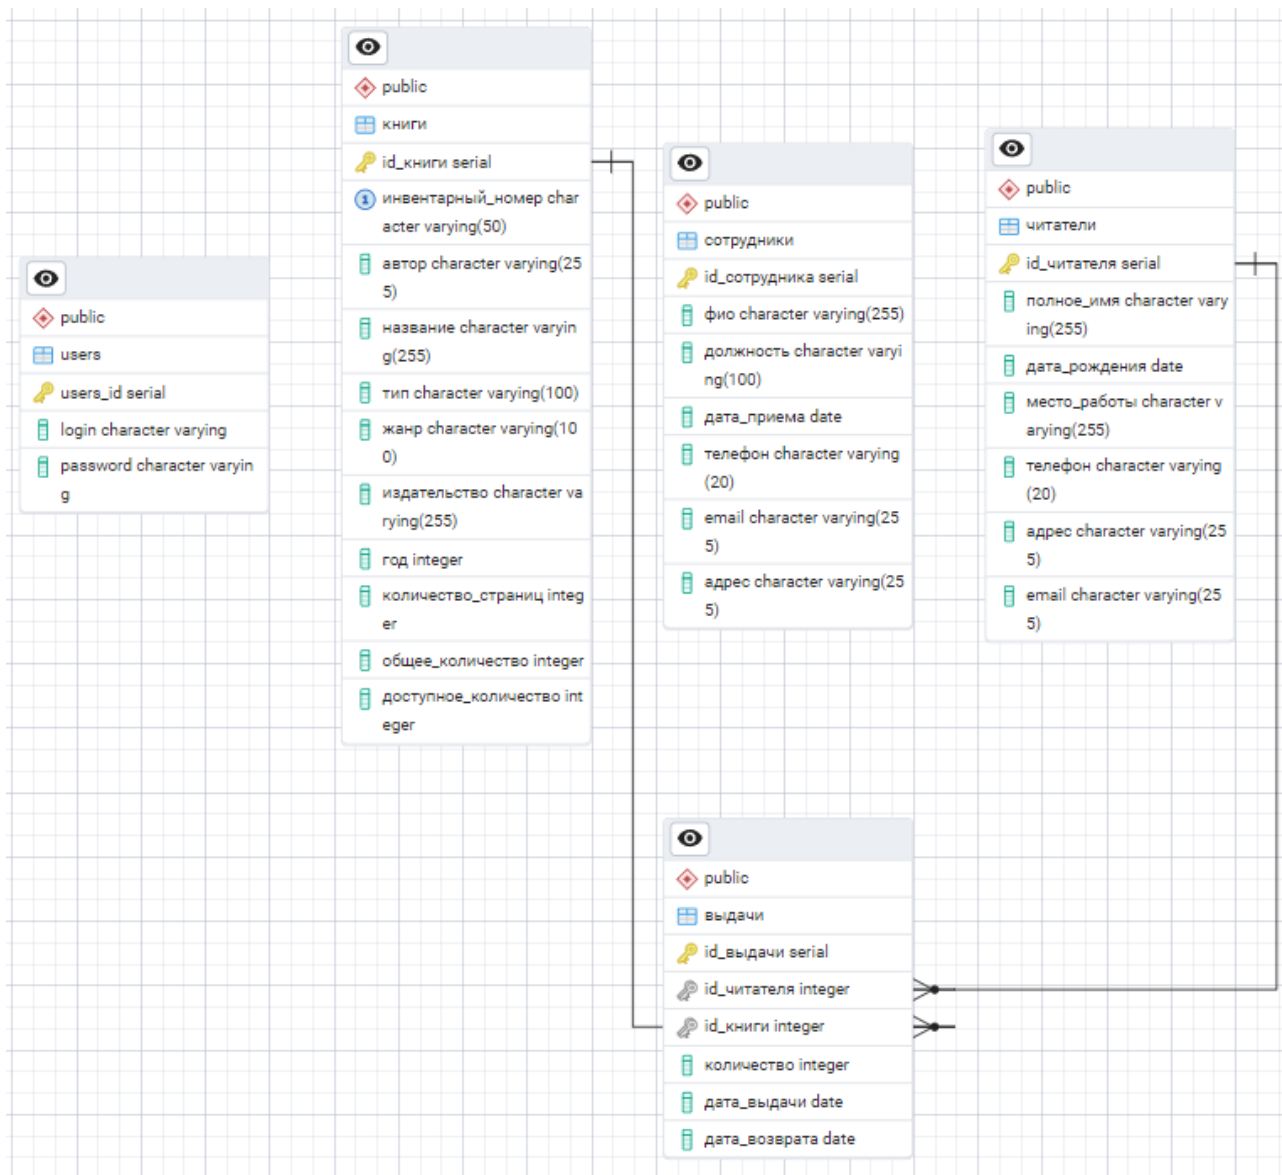 public
users
users_id serial
login character varying
password character varyin
g
public
книги
id_книги serial
инвентарный_номер char
acter varying(50)
автор character varying(25
5)
название character varyin
g(255)
тип character varying(100)
жанр character varying(10
0)
издательство character va
rying(255)
год integer
количество_страниц integ
er
общее_количество integer
доступное_количество int
eger
public
сотрудники
id_сотрудника serial
фио character varying(255)
должность character varyi
ng(100)
дата_приема date
телефон character varying
(20)
email character varying(25
5)
адрес character varying(25
5)
public
читатели
id_читателя serial
полное_имя character vary
ing(255)
дата_рождения date
место_работы character v
arying(255)
телефон character varying
(20)
адрес character varying(25
5)
email character varying(25
5)
public
выдачи
id_выдачи serial
id_читателя integer
id_книги integer
количество integer
дата_выдачи date
дата_возврата date